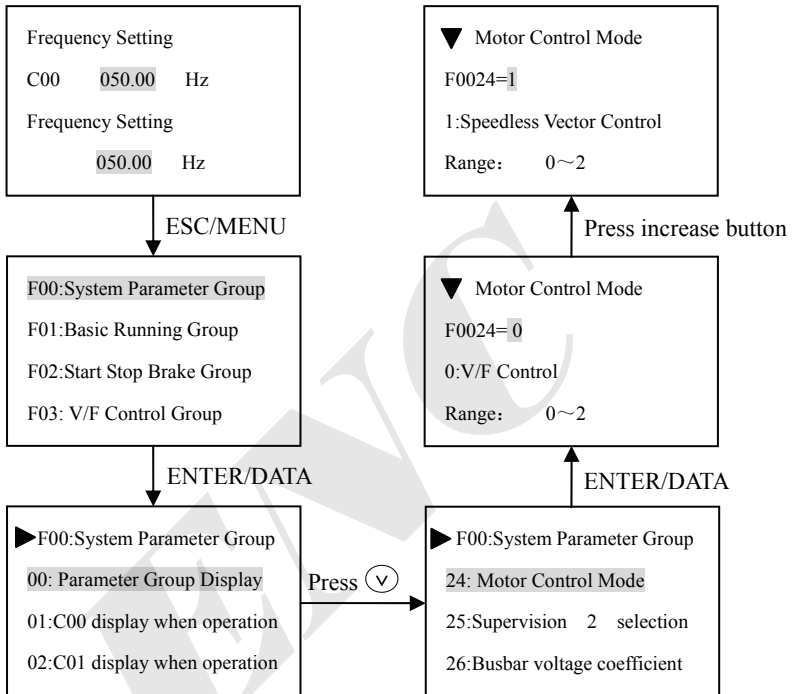 Frequency Setting
C00 050.00 Hz
Frequency Setting
050.00 Hz
ESC/MENU
F00:System Parameter Group
F01:Basic Running Group
F02:Start Stop Brake Group
F03: V/F Control Group
ENTER/DATA
▶F00:System Parameter Group
00: Parameter Group Display
01:C00 display when operation
02:C01 display when operation
Press ∨
▶ F00:System Parameter Group
24: Motor Control Mode
25:Supervision 2 selection
26:Busbar voltage coefficient
ENTER/DATA
▼ Motor Control Mode
F0024= 0
0:V/F Control
Range： 0～2
Press increase button
▼ Motor Control Mode
F0024=1
1:Speedless Vector Control
Range： 0～2
ENC